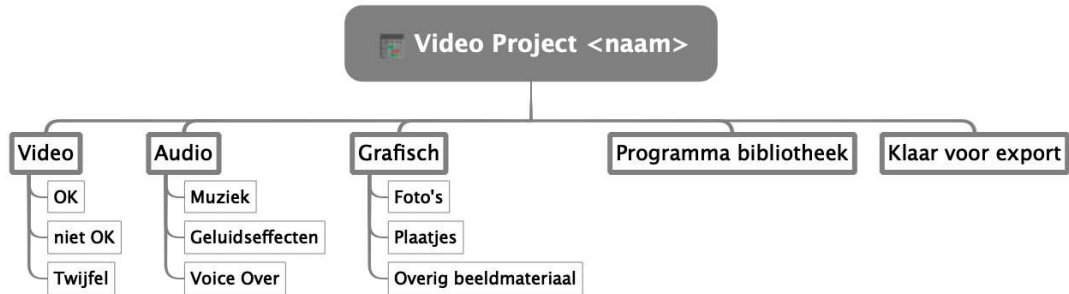 Video Project <naam>
Video
OK
niet OK
Twijfel
Audio
Muziek
Geluidseffecten
Voice Over
Grafisch
Foto's
Plaatjes
Overig beeldmateriaal
Programma bibliotheek
Klaar voor export